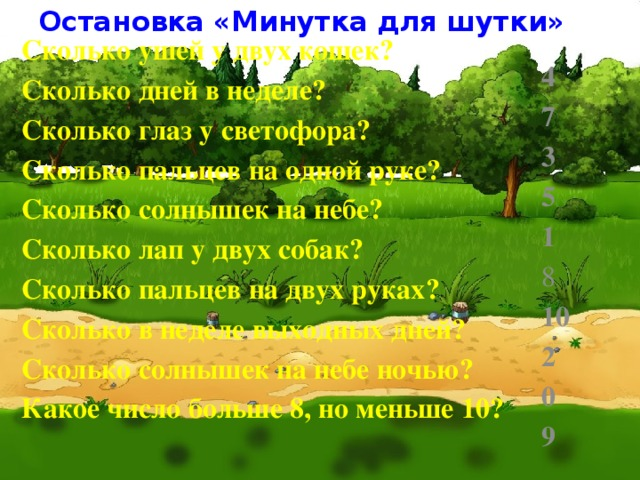 Остановка «Минутка для шутки»
Сколько ушей у двух кошек?
4
Сколько дней в неделе?
7
Сколько глаз у светофора?
3
Сколько пальцев на одной руке?
5
Сколько солнышек на небе?
1
Сколько лап у двух собак?
8
Сколько пальцев на двух руках?
10
Сколько в неделе выходных дней?
2
Сколько солнышек на небе ночью?
0
Какое число больше 8, но меньше 10?
9